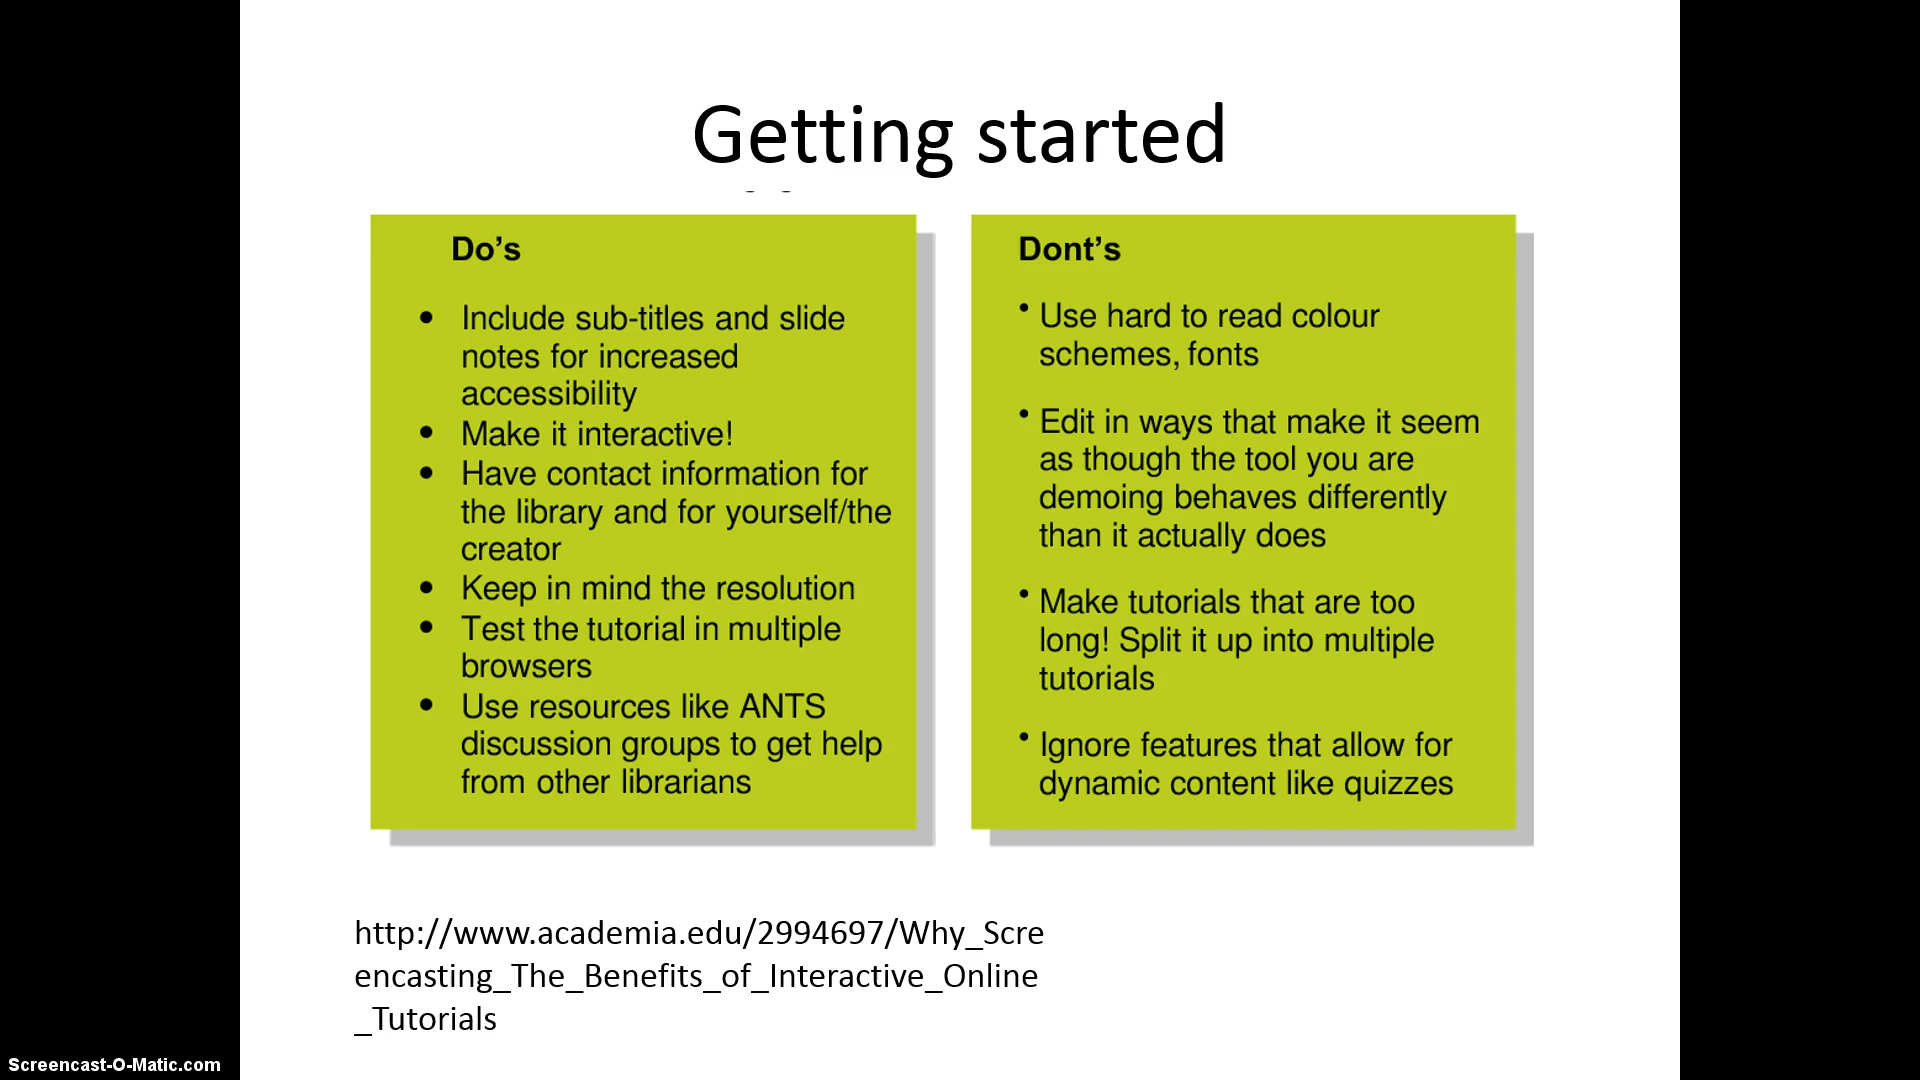 Getting started
Do’s
• Include sub-titles and slide
notes for increased
accessibility
• Make it interactive!
• Have contact information for
the library and for yourself/the
creator
• Keep in mind the resolution
• Test the tutorial in multiple
browsers
• Use resources like ANTS
discussion groups to get help
from other librarians
Dont’s
• Use hard to read colour
schemes, fonts
• Edit in ways that make it seem
as though the tool you are
demoing behaves differently
than it actually does
• Make tutorials that are too
long! Split it up into multiple
tutorials
• Ignore features that allow for
dynamic content like quizzes
http://www.academia.edu/2994697/Why_Scre
encasting_The_Benefits_of_Interactive_Online
_Tutorials
Screencast-O-Matic.com